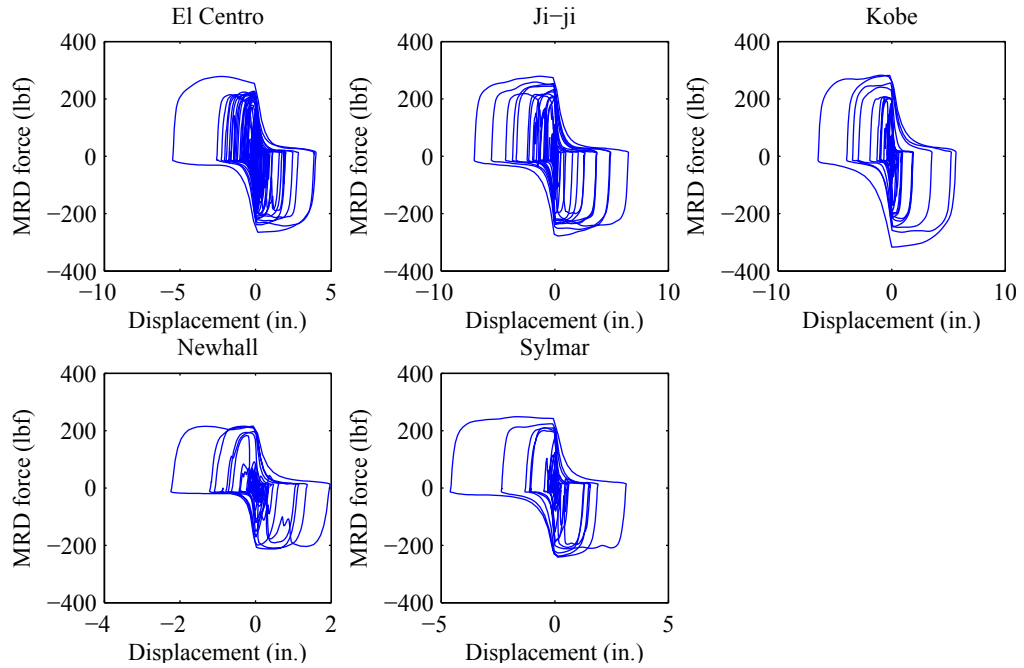 El Centro
400
200
0
−200
−400
MRD force (lbf)
−10 −5 0 5
Displacement (in.)
Ji−ji
400
200
0
−200
−400
MRD force (lbf)
−10 0 10
Displacement (in.)
Kobe
400
200
0
−200
−400
MRD force (lbf)
−10 0 10
Displacement (in.)
Newhall
400
200
0
−200
−400
MRD force (lbf)
−4 −2 0 2
Displacement (in.)
Sylmar
400
200
0
−200
−400
MRD force (lbf)
−5 0 5
Displacement (in.)